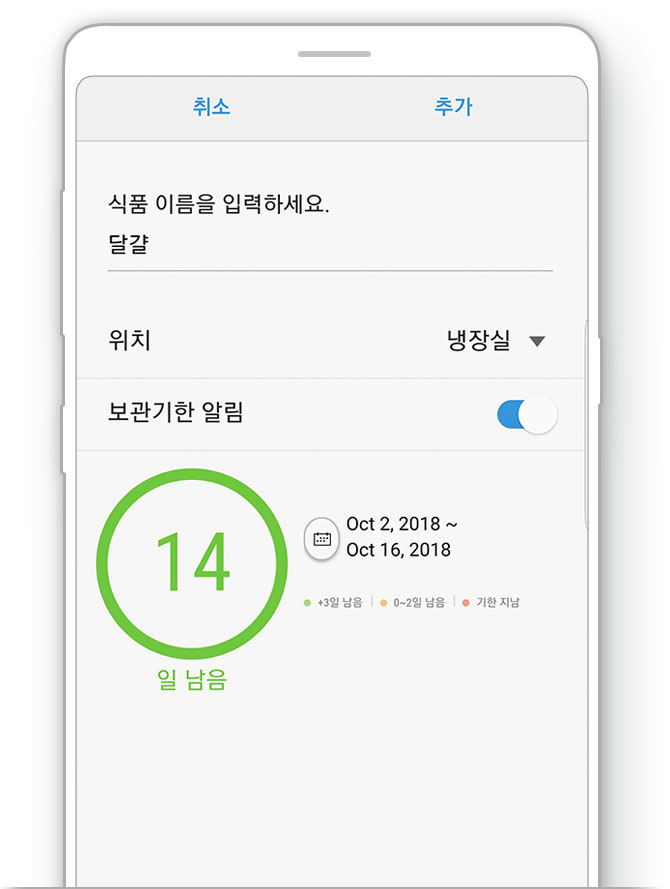 취소 추가
식품 이름을 입력하세요.
달걀
위치 냉장실
보관기한 알림
14
일 남음
Oct 2, 2018 ~
Oct 16, 2018
+3일 남음 | 0~2일 남음 | 기한 지남